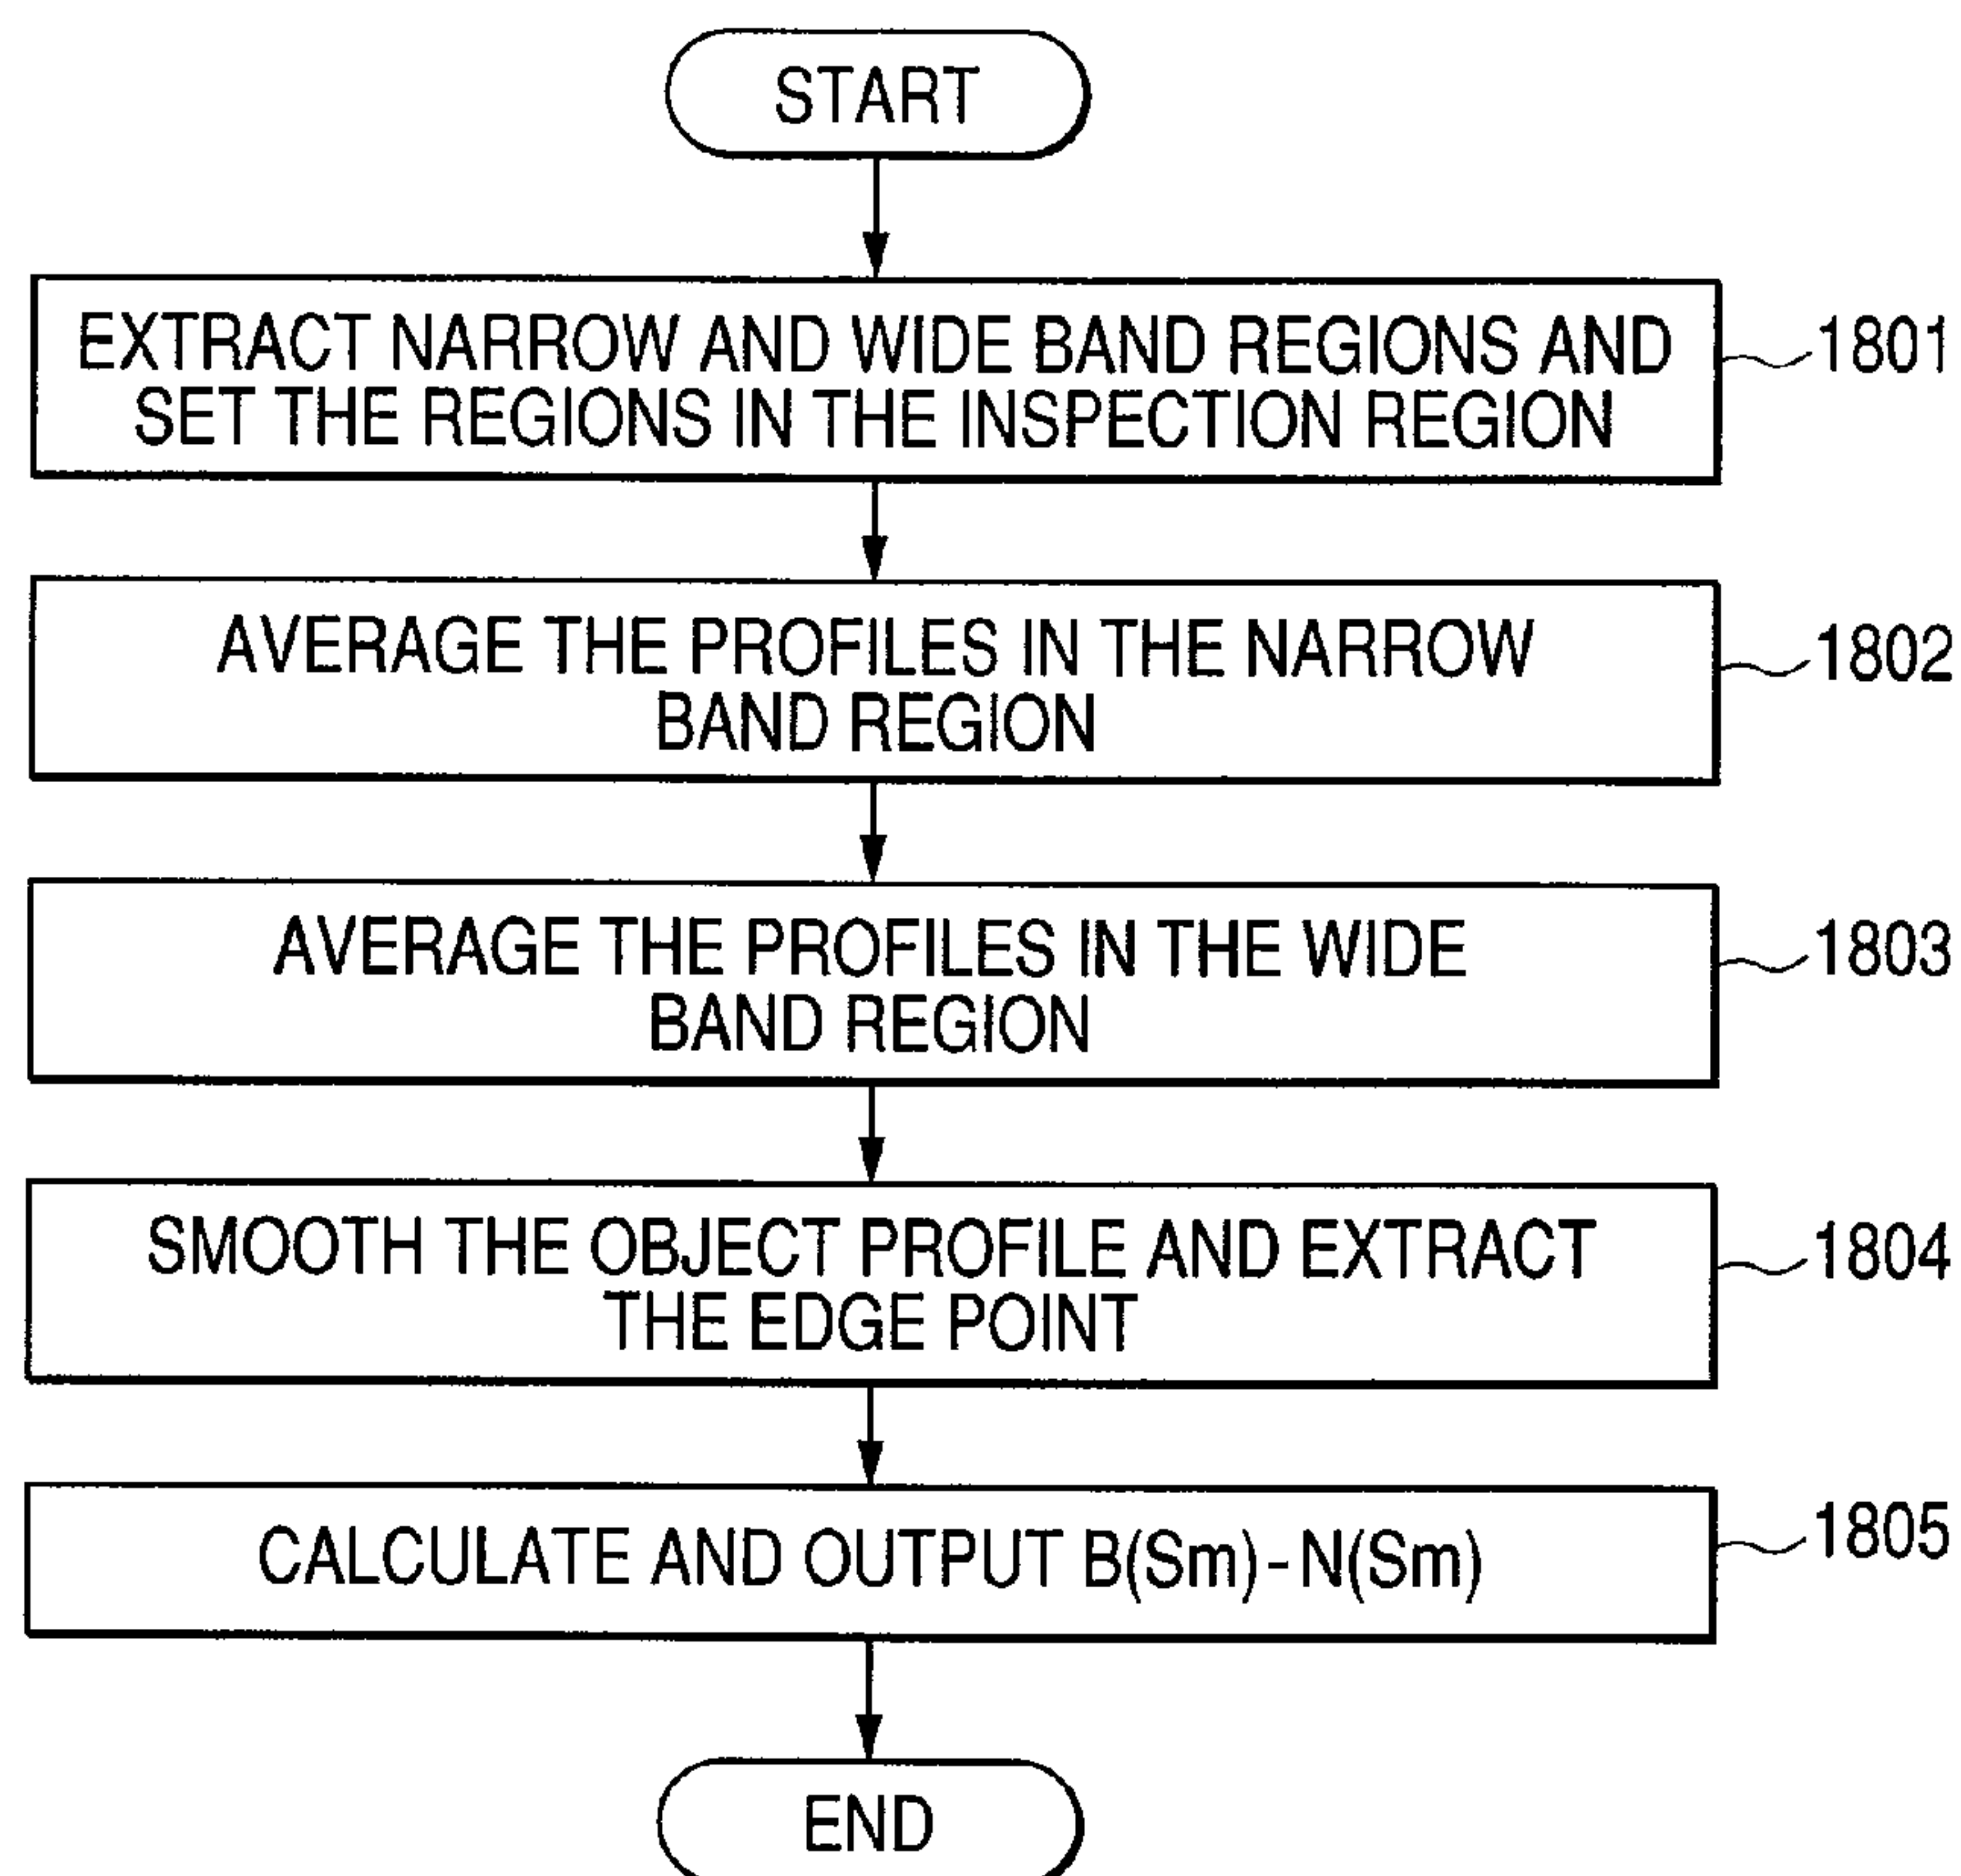 START
EXTRACT NARROW AND WIDE BAND REGIONS AND
SET THE REGIONS IN THE INSPECTION REGION
1801
AVERAGE THE PROFILES IN THE NARROW
BAND REGION
1802
AVERAGE THE PROFILES IN THE WIDE
BAND REGION
1803
SMOOTH THE OBJECT PROFILE AND EXTRACT
THE EDGE POINT
1804
CALCULATE AND OUTPUT B(Sm)-N(Sm)
1805
END